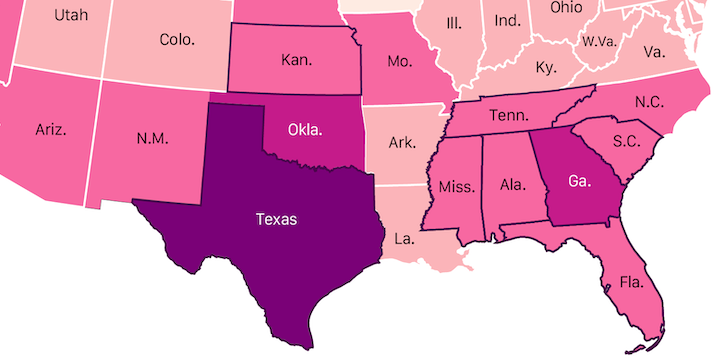 Utah
Colo.
Kan.
Mo.
Ill.
Ind.
Ohio
W.Va.
Va.
Ky.
Ariz.
N.M.
Okla.
Ark.
Tenn.
N.C.
S.C.
Texas
La.
Miss.
Ala.
Ga.
Fla.